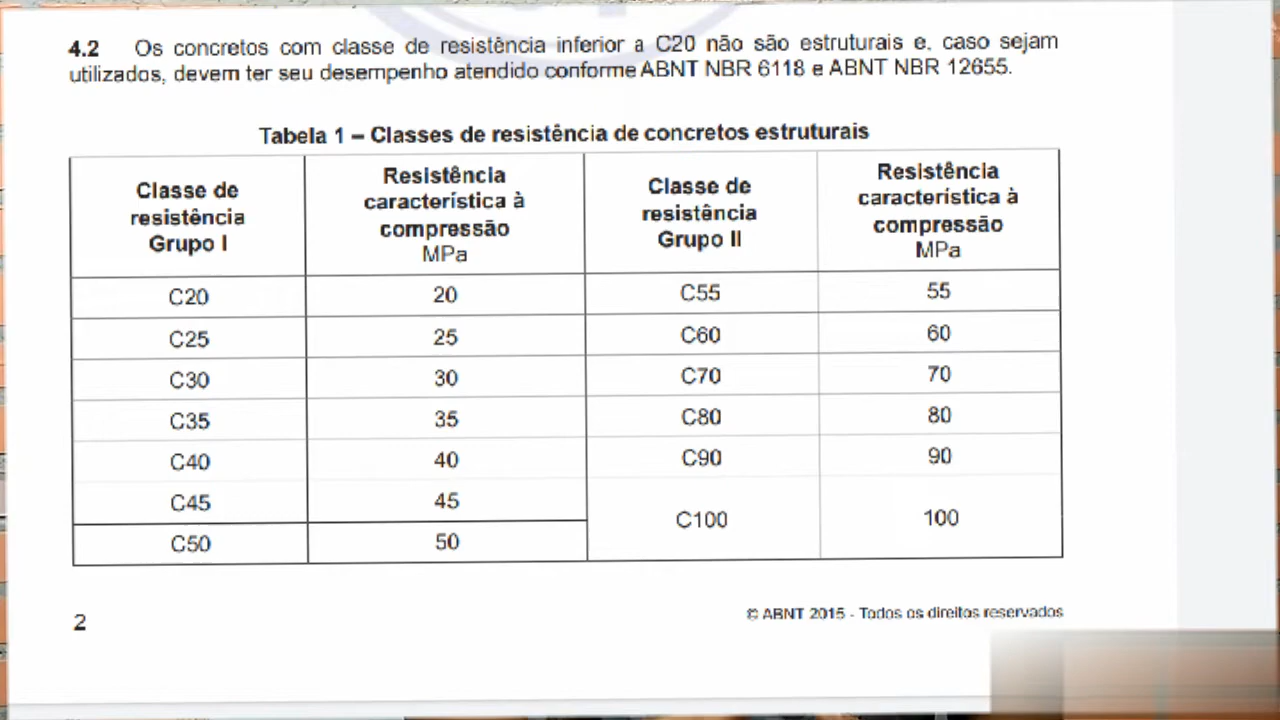 4.2 Os concretos com classe de resistência inferior a C20 não são estruturais e, caso sejam
utilizados, devem ter seu desempenho atendido conforme ABNT NBR 6118 e ABNT NBR 12655.
Tabela 1 – Classes de resistência de concretos estruturais
Classe de resistência Grupo I | Resistência característica à compressão MPa | Classe de resistência Grupo II | Resistência característica à compressão MPa
C20 20 C55 55
C25 25 C60 60
C30 30 C70 70
C35 35 C80 80
C40 40 C90 90
C45 45 C100 100
C50 50
2
© ABNT 2015 - Todos os direitos reservados